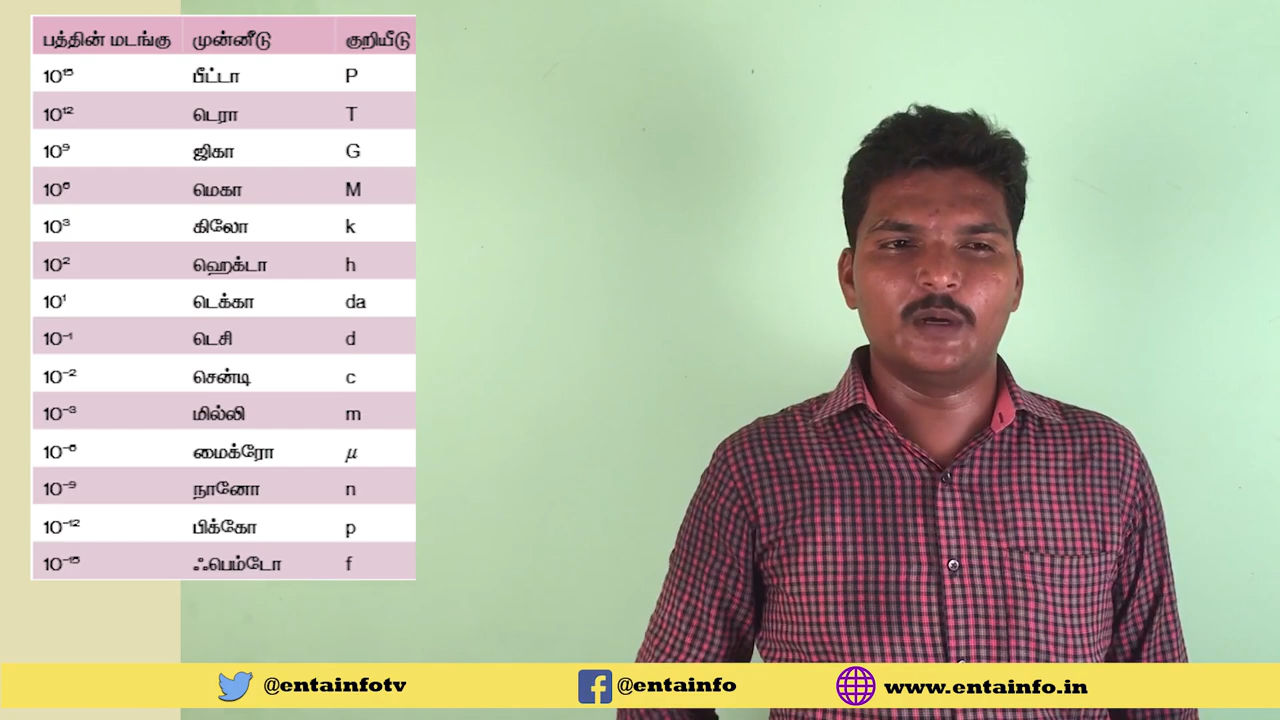 பத்தின் மடங்கு முன்னீடு குறியீடு
10¹⁵ பீட்டா P
10¹² டெரா T
10⁹ ஜிகா G
10⁶ மெகா M
10³ கிலோ k
10² ஹெக்டா h
10¹ டெக்கா da
10⁻¹ டெசி d
10⁻² சென்டி c
10⁻³ மில்லி m
10⁻⁶ மைக்ரோ μ
10⁻⁹ நானோ n
10⁻¹² பிக்கோ p
10⁻¹⁵ ஃபெம்டோ f
@entainfotv @entainfo www.entainfo.in